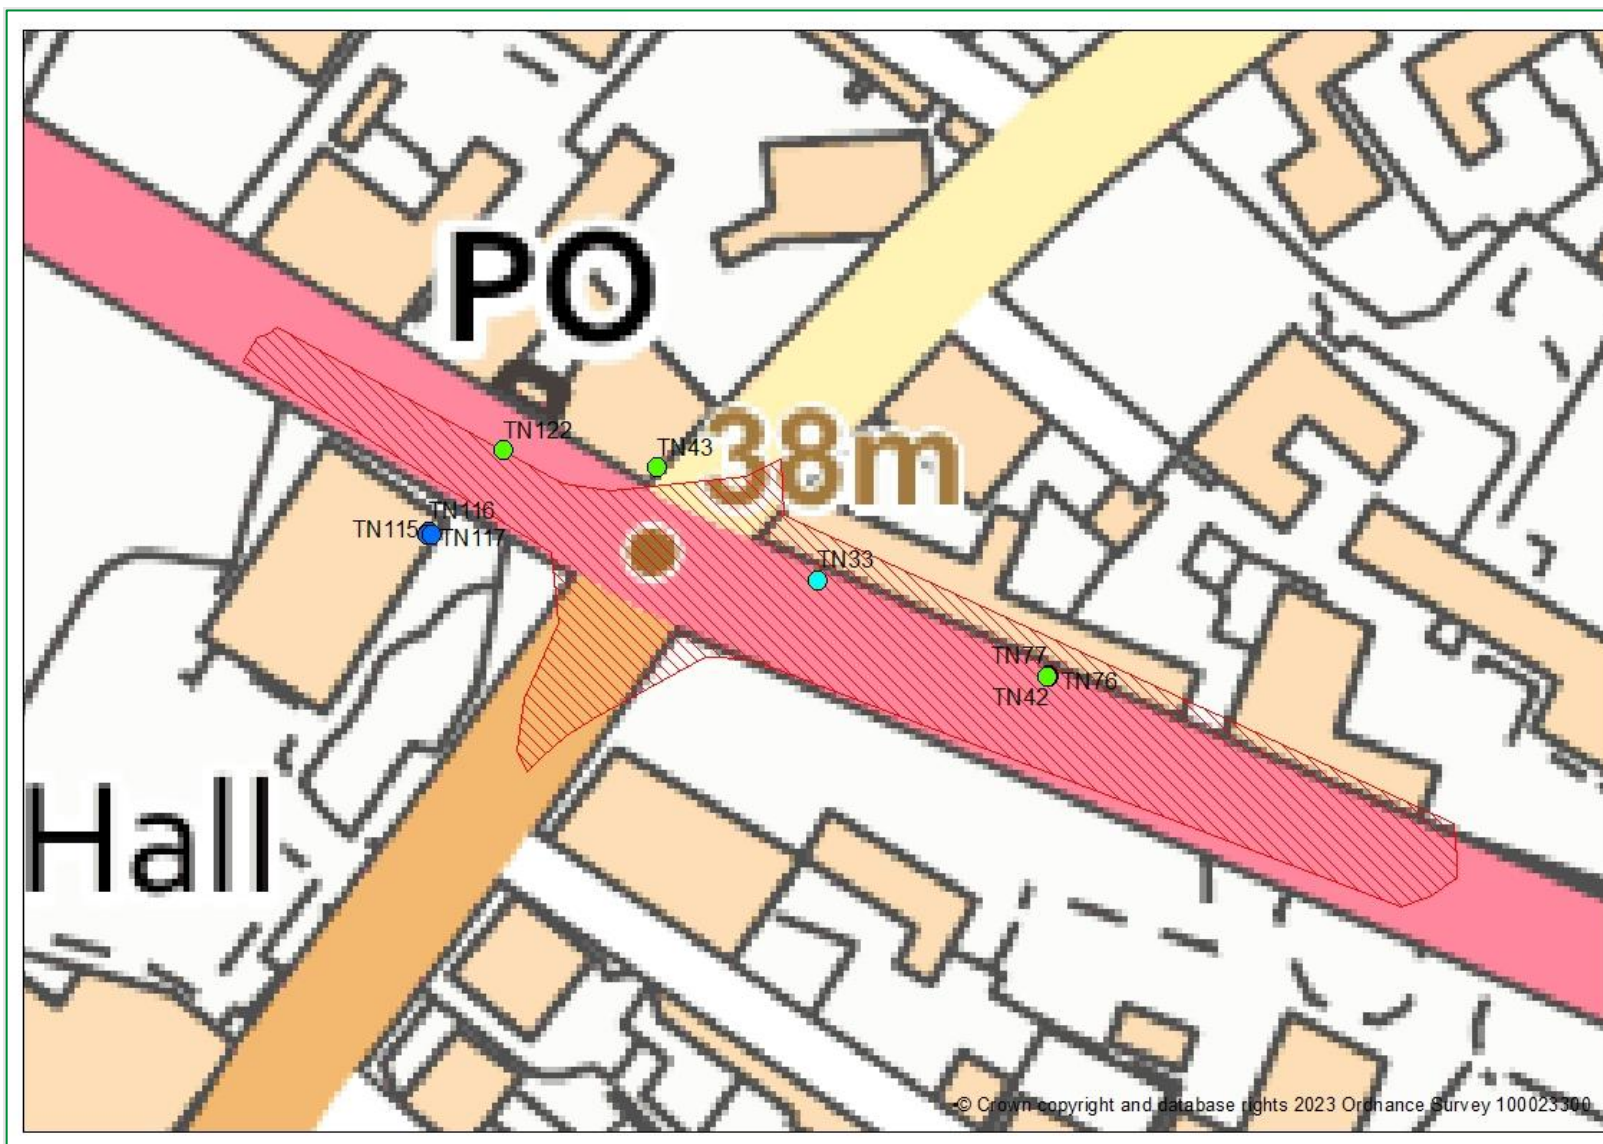 PO
TN122
TN43
38m
TN116
TN115
TN117
TN33
TN77
TN76
TN42
Hall
© Crown copyright and database rights 2023 Ordnance Survey 100023300